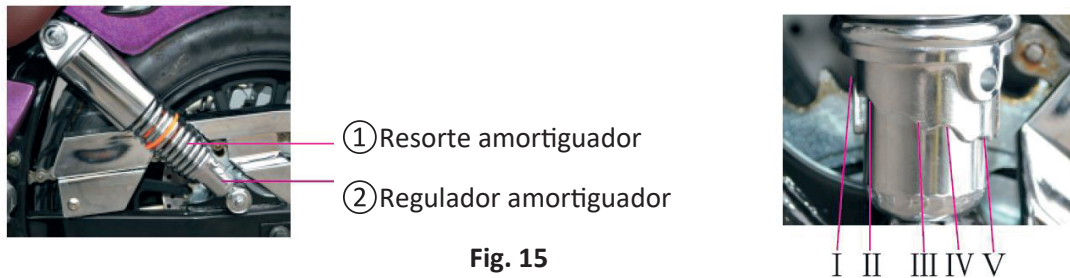 ①Resorte amortiguador
②Regulador amortiguador
Fig. 15
I II III IV V